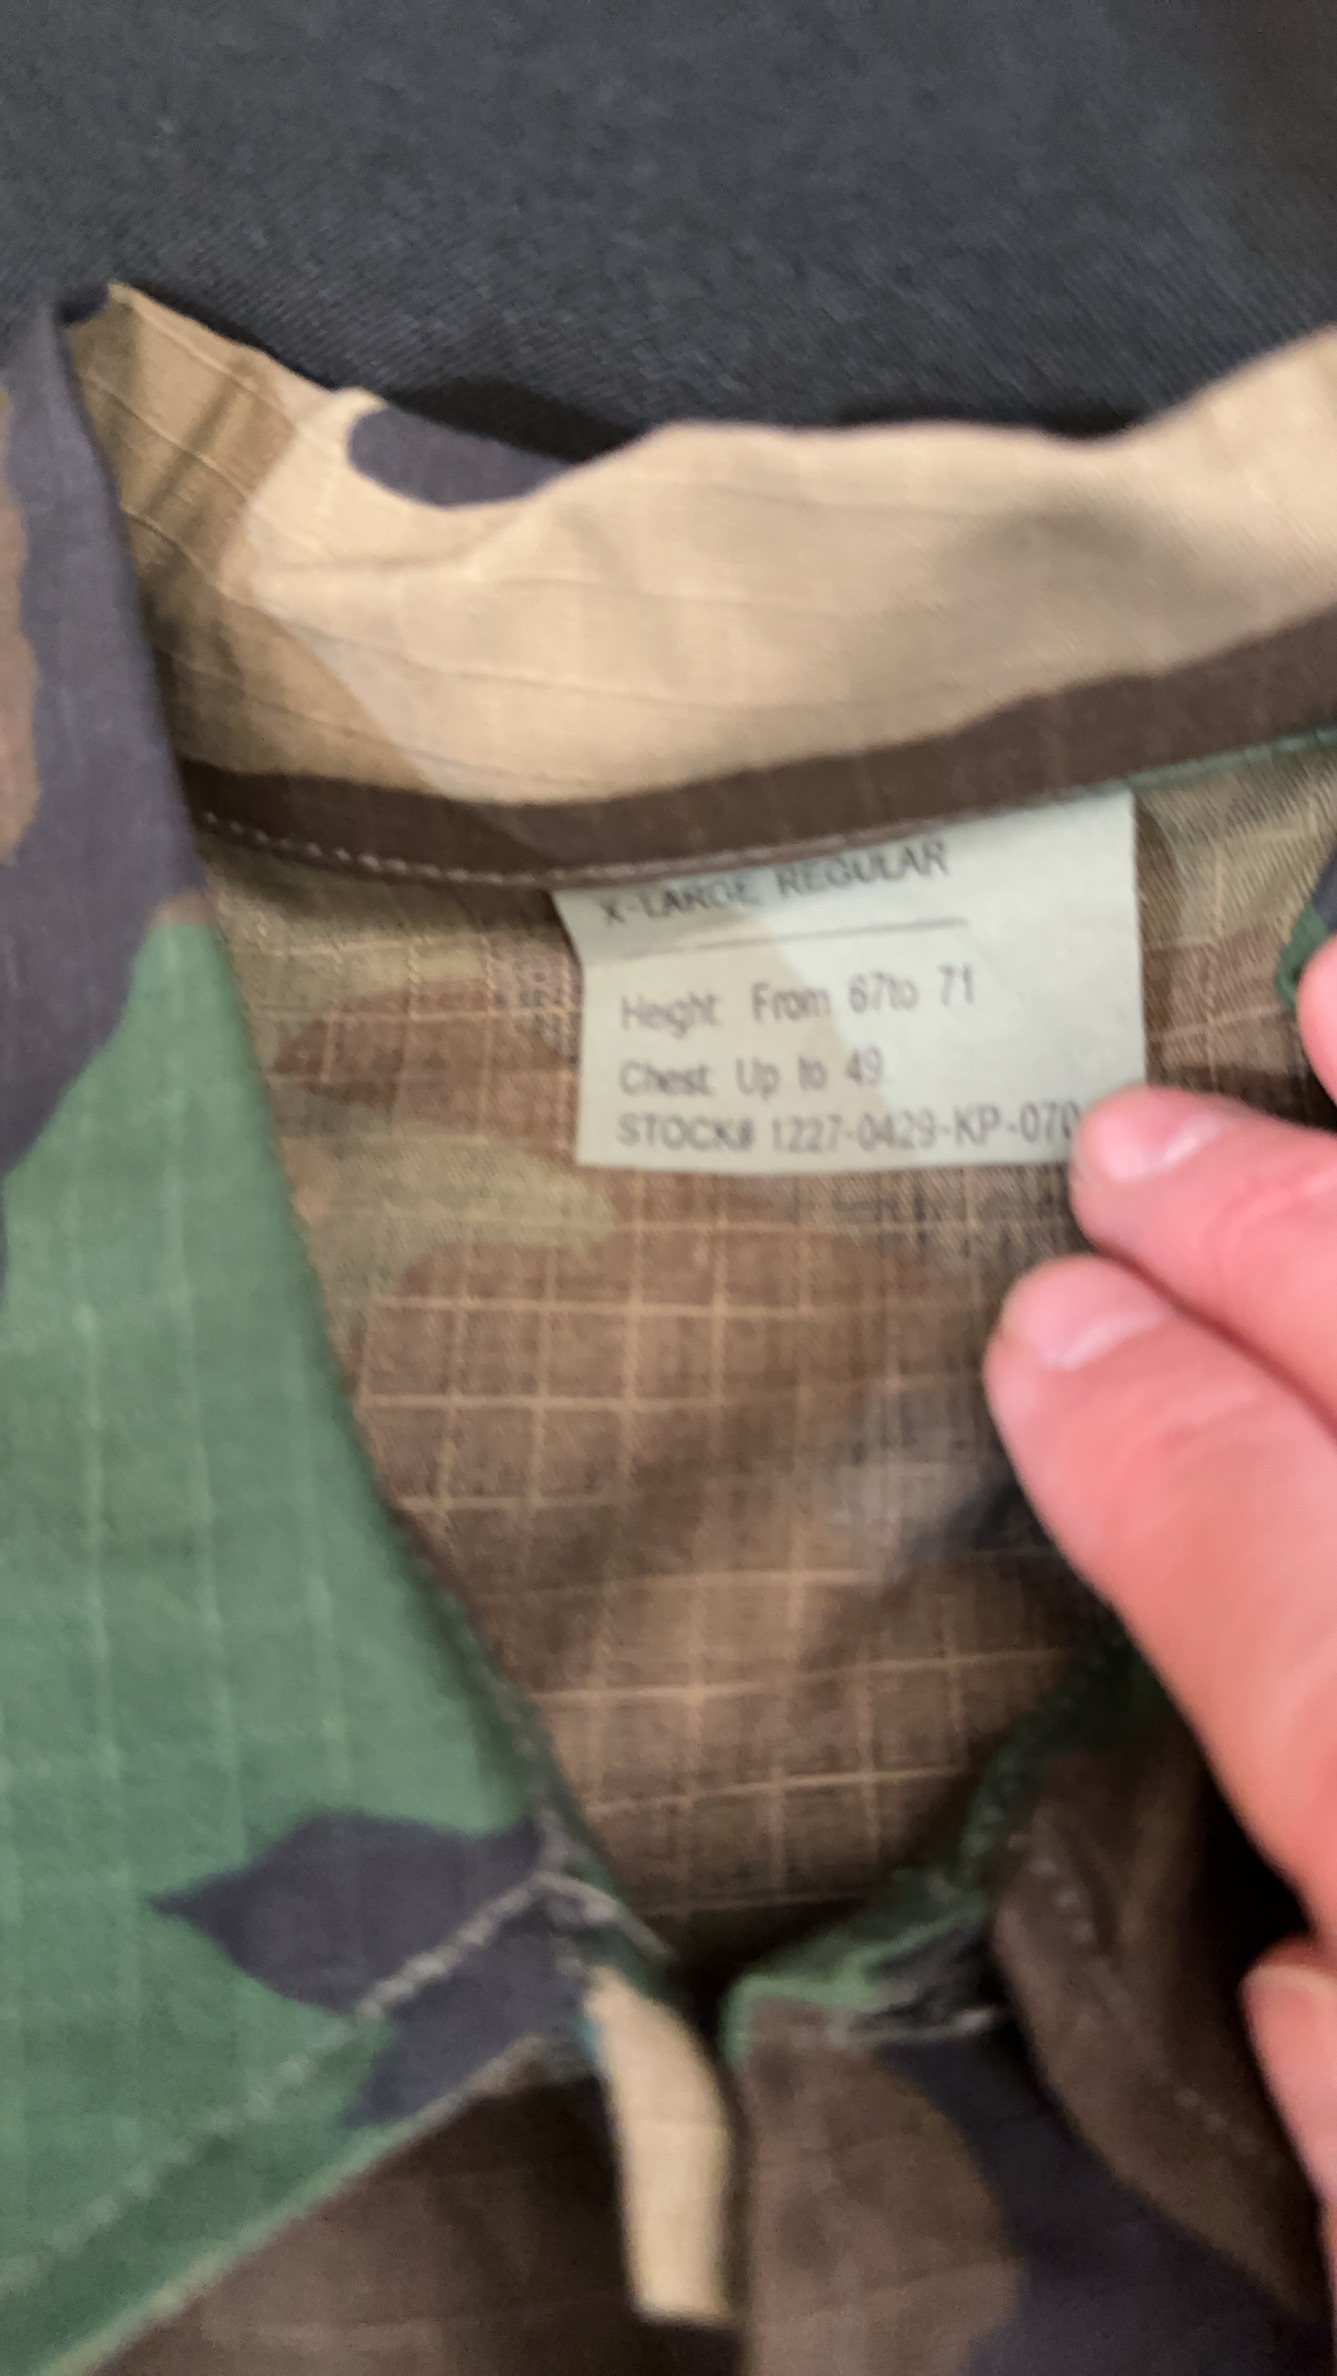 X-LARGE REGULAR
Height From 67to 71
Chest Up to 49
STOCK# 1227-0429-KP-070